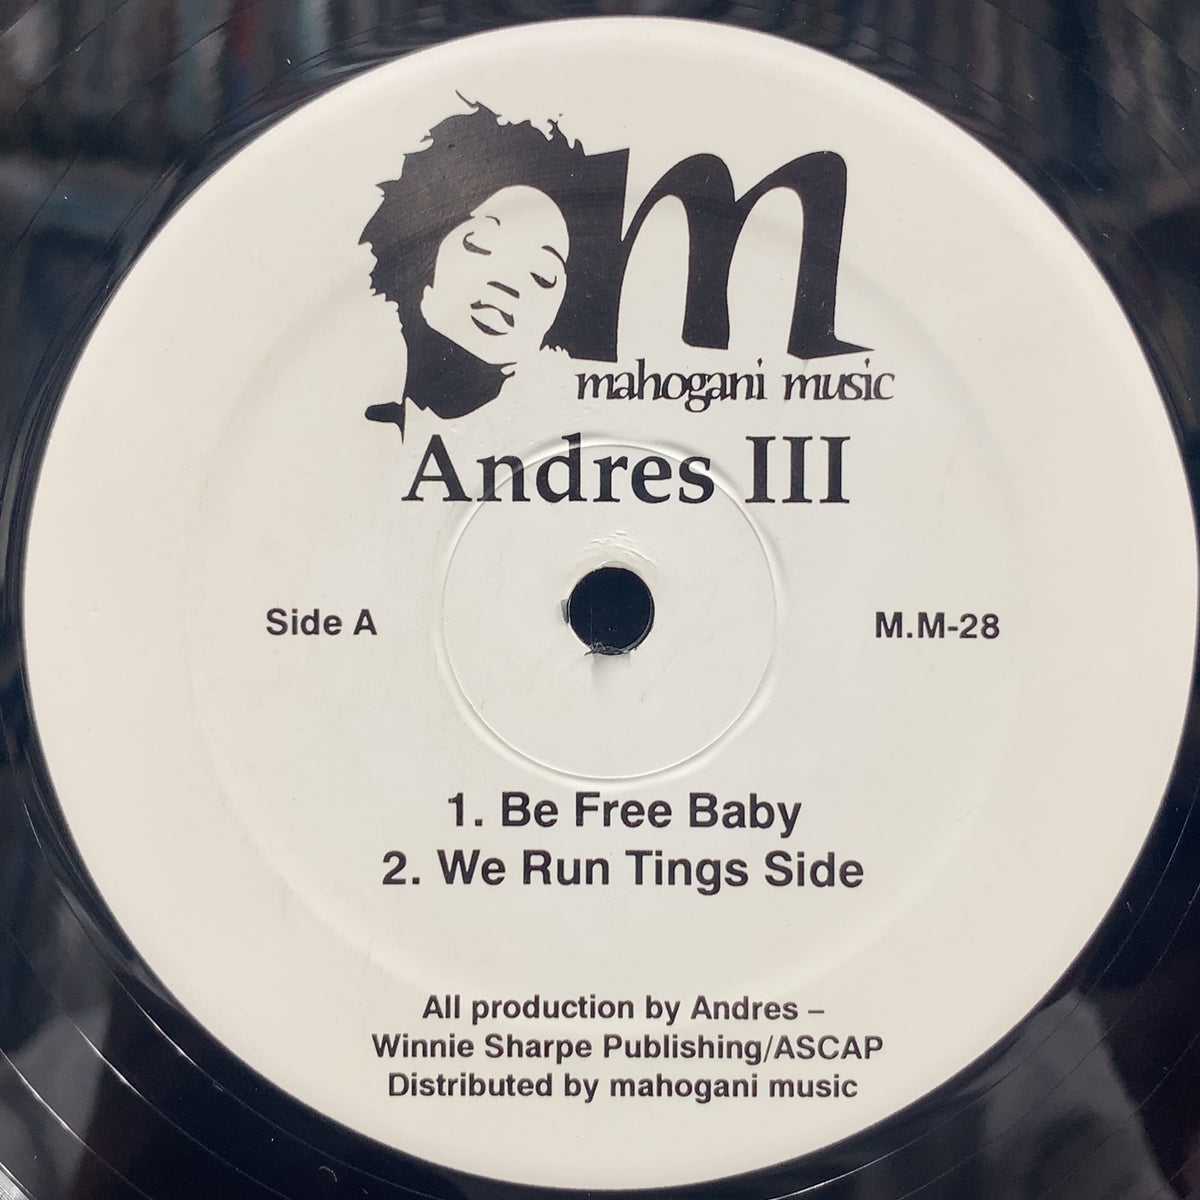 m
mahogani music
Andres III
Side A
M.M-28
1. Be Free Baby
2. We Run Tings Side
All production by Andres –
Winnie Sharpe Publishing/ASCAP
Distributed by mahogani music